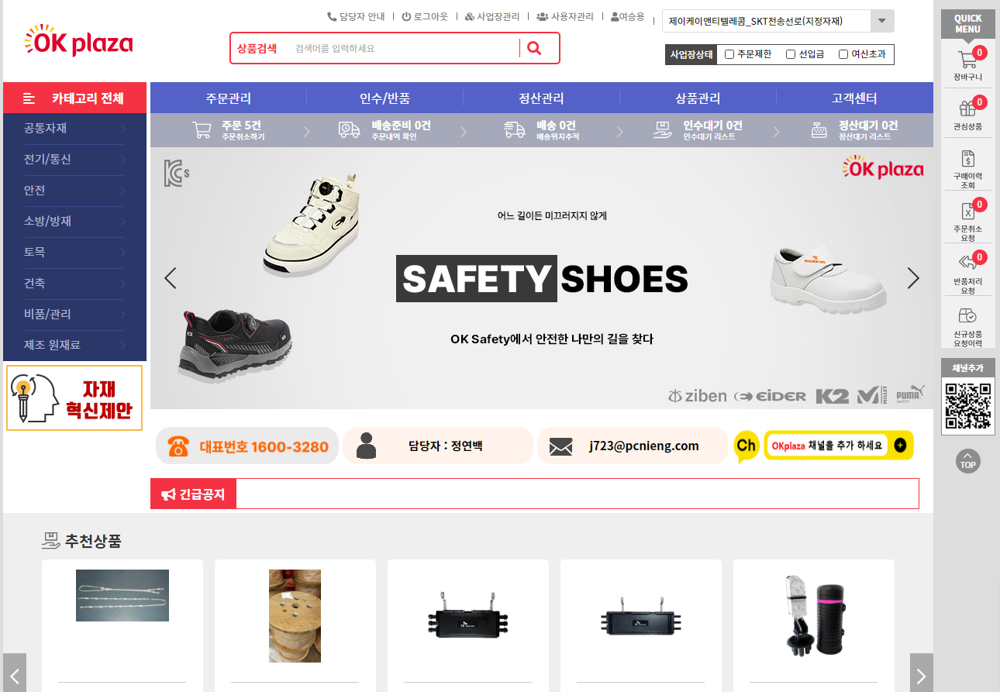 담당자 안내
로그아웃
사업장관리
사용자관리
여승용
제이케이앤티텔레콤_SKT전송선로(지정자재)
OK plaza
상품검색
검색어를 입력하세요
사업장상태
주문제한
선입금
여신초과
카테고리 전체
공통자재
전기/통신
안전
소방/방재
토목
건축
비품/관리
제조 원재료
자재
혁신제안
주문관리
인수/반품
정산관리
상품관리
고객센터
주문 5건
주문취소하기
배송준비 0건
주문내역 확인
배송 0건
배송위치추적
인수대기 0건
인수대기 리스트
정산대기 0건
정산대기 리스트
KCs
OK plaza
어느 길이든 미끄러지지 않게
SAFETY SHOES
OK Safety에서 안전한 나만의 길을 찾다
ziben
EIDER
K2
M MILLET
PUMA
SAFETY
대표번호 1600-3280
담당자 : 정연백
j723@pcnieng.com
Ch
OKplaza 채널을 추가 하세요
긴급공지
추천상품
QUICK
MENU
0
장바구니
0
관심상품
구매이력
조회
0
주문취소
요청
0
반품처리
요청
신규상품
요청이력
채널추가
TOP